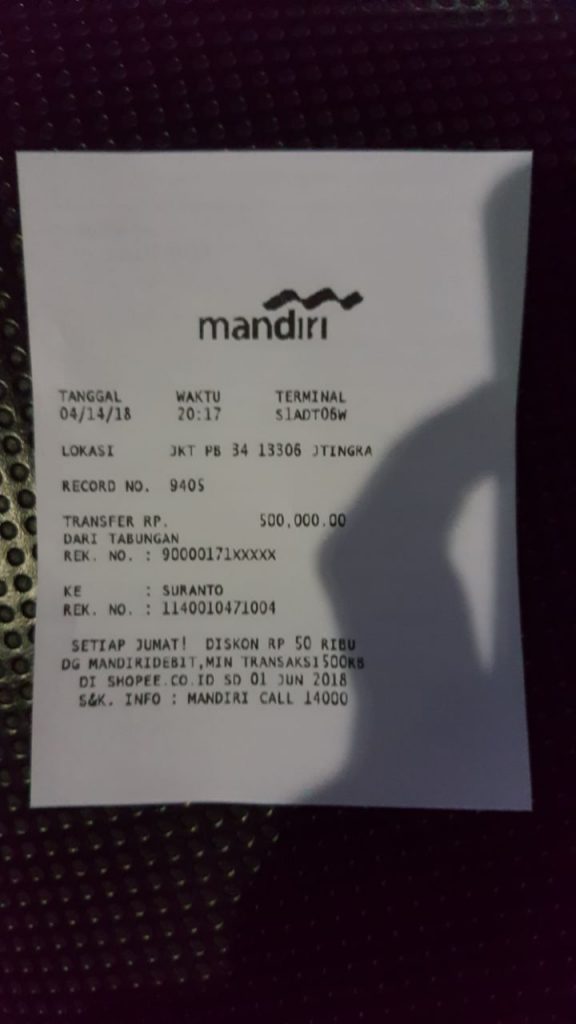 mandiri
TANGGAL WAKTU TERMINAL
04/14/18 20:17 S1ADT06W
LOKASI JKT PB 34 13306 JTINGRA
RECORD NO. 9405
TRANSFER RP. 500,000.00
DARI TABUNGAN
REK. NO. : 90000171XXXXX
KE : SURANTO
REK. NO. : 1140010471004
SETIAP JUMAT! DISKON RP 50 RIBU
DG MANDIRIDEBIT,MIN TRANSAKSI500RB
DI SHOPEE.CO.ID SD 01 JUN 2018
S&K. INFO : MANDIRI CALL 14000